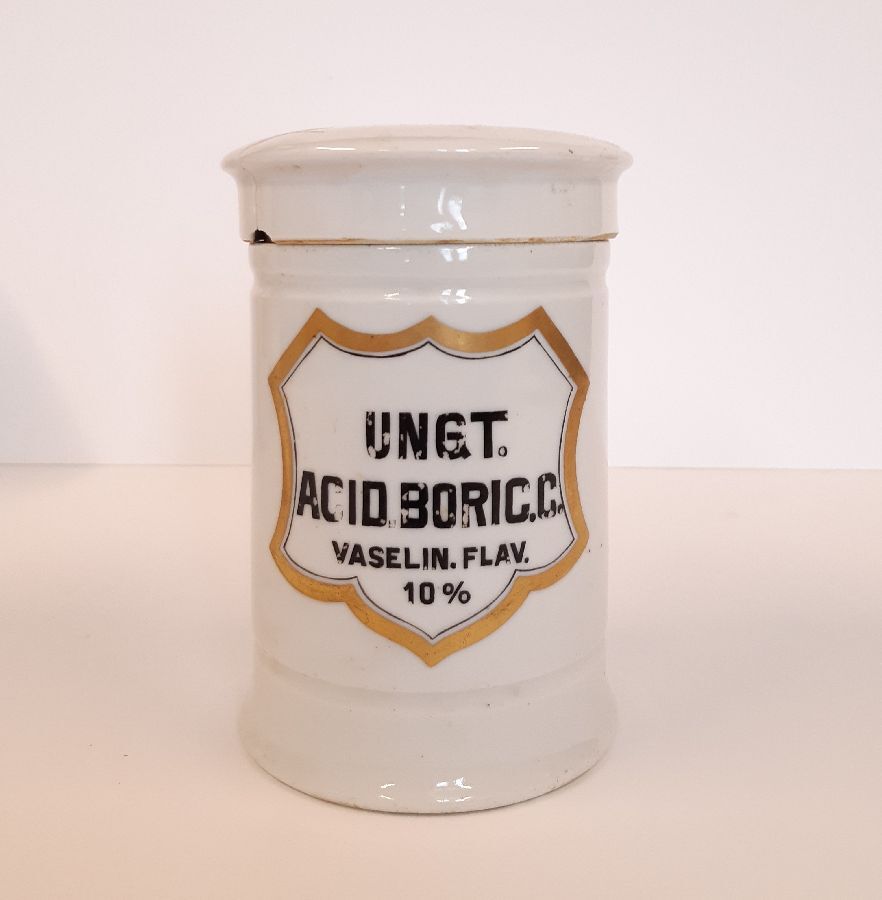 UNGT.
ACID.BORIC.C.
VASELIN.FLAV.
10%